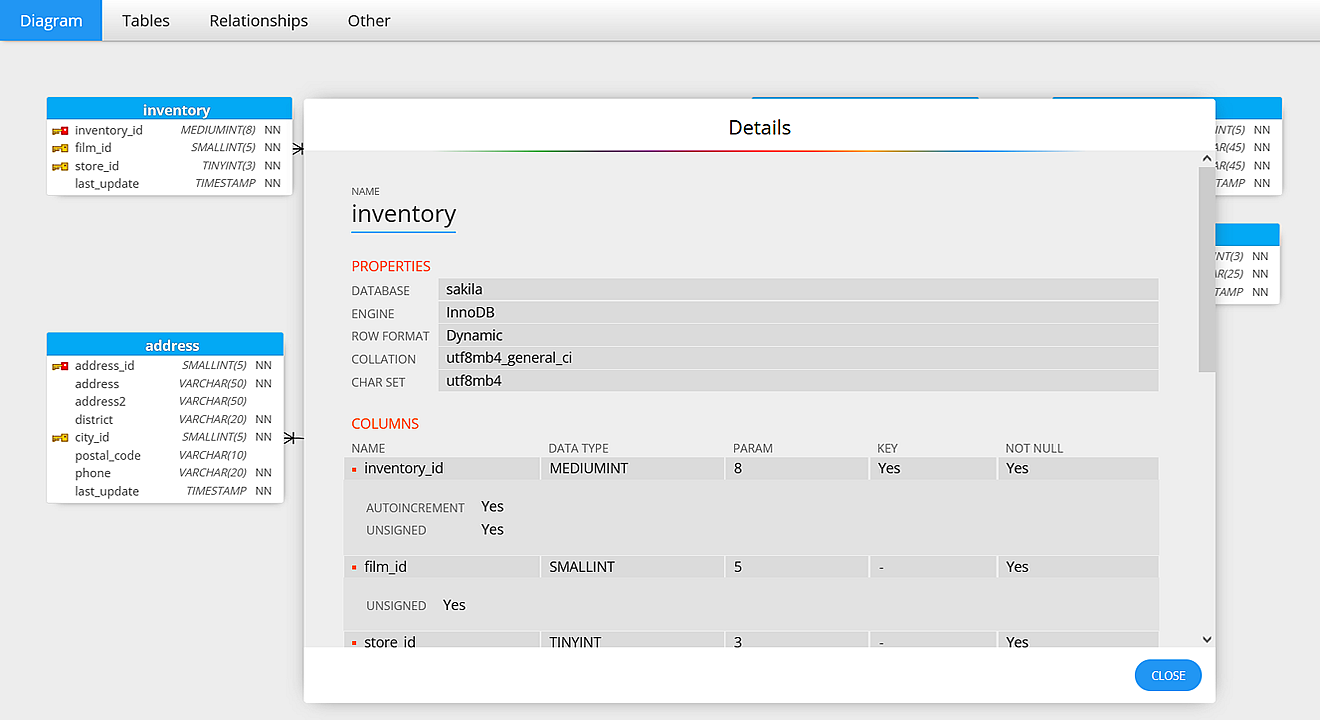 Diagram Tables Relationships Other
inventory
inventory_id MEDIUMINT(8) NN
film_id SMALLINT(5) NN
store_id TINYINT(3) NN
last_update TIMESTAMP NN
address
address_id SMALLINT(5) NN
address VARCHAR(50) NN
address2 VARCHAR(50)
district VARCHAR(20) NN
city_id SMALLINT(5) NN
postal_code VARCHAR(10)
phone VARCHAR(20) NN
last_update TIMESTAMP NN
Details
NAME
inventory
PROPERTIES
DATABASE sakila
ENGINE InnoDB
ROW FORMAT Dynamic
COLLATION utf8mb4_general_ci
CHAR SET utf8mb4
COLUMNS
NAME DATA TYPE PARAM KEY NOT NULL
inventory_id MEDIUMINT 8 Yes Yes
AUTOINCREMENT Yes
UNSIGNED Yes
film_id SMALLINT 5 - Yes
UNSIGNED Yes
store_id TINYINT 3 - Yes
CLOSE
INT(5) NN
AR(45) NN
AR(45) NN
TAMP NN
INT(3) NN
AR(25) NN
TAMP NN